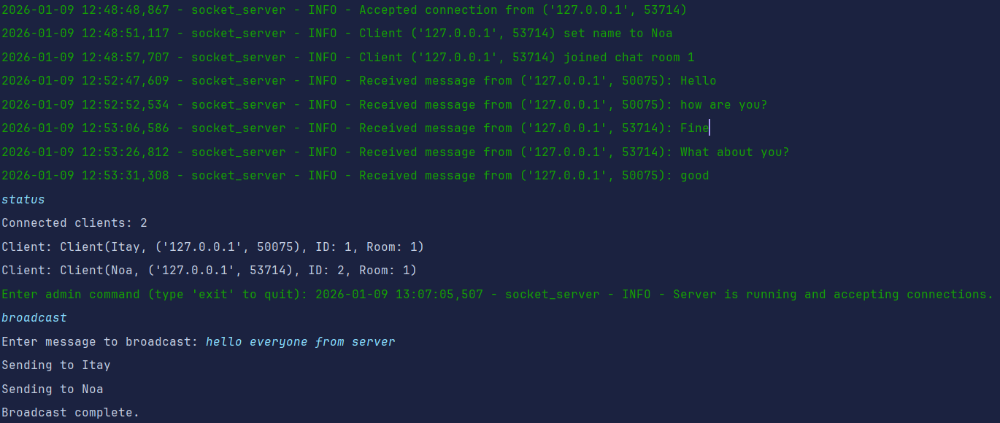 2026-01-09 12:48:48,867 - socket_server - INFO - Accepted connection from ('127.0.0.1', 53714)
2026-01-09 12:48:51,117 - socket_server - INFO - Client ('127.0.0.1', 53714) set name to Noa
2026-01-09 12:48:57,707 - socket_server - INFO - Client ('127.0.0.1', 53714) joined chat room 1
2026-01-09 12:52:47,609 - socket_server - INFO - Received message from ('127.0.0.1', 50075): Hello
2026-01-09 12:52:52,534 - socket_server - INFO - Received message from ('127.0.0.1', 50075): how are you?
2026-01-09 12:53:06,586 - socket_server - INFO - Received message from ('127.0.0.1', 53714): Fine
2026-01-09 12:53:26,812 - socket_server - INFO - Received message from ('127.0.0.1', 53714): What about you?
2026-01-09 12:53:31,308 - socket_server - INFO - Received message from ('127.0.0.1', 50075): good
status
Connected clients: 2
Client: Client(Itay, ('127.0.0.1', 50075), ID: 1, Room: 1)
Client: Client(Noa, ('127.0.0.1', 53714), ID: 2, Room: 1)
Enter admin command (type 'exit' to quit): 2026-01-09 13:07:05,507 - socket_server - INFO - Server is running and accepting connections.
broadcast
Enter message to broadcast: hello everyone from server
Sending to Itay
Sending to Noa
Broadcast complete.